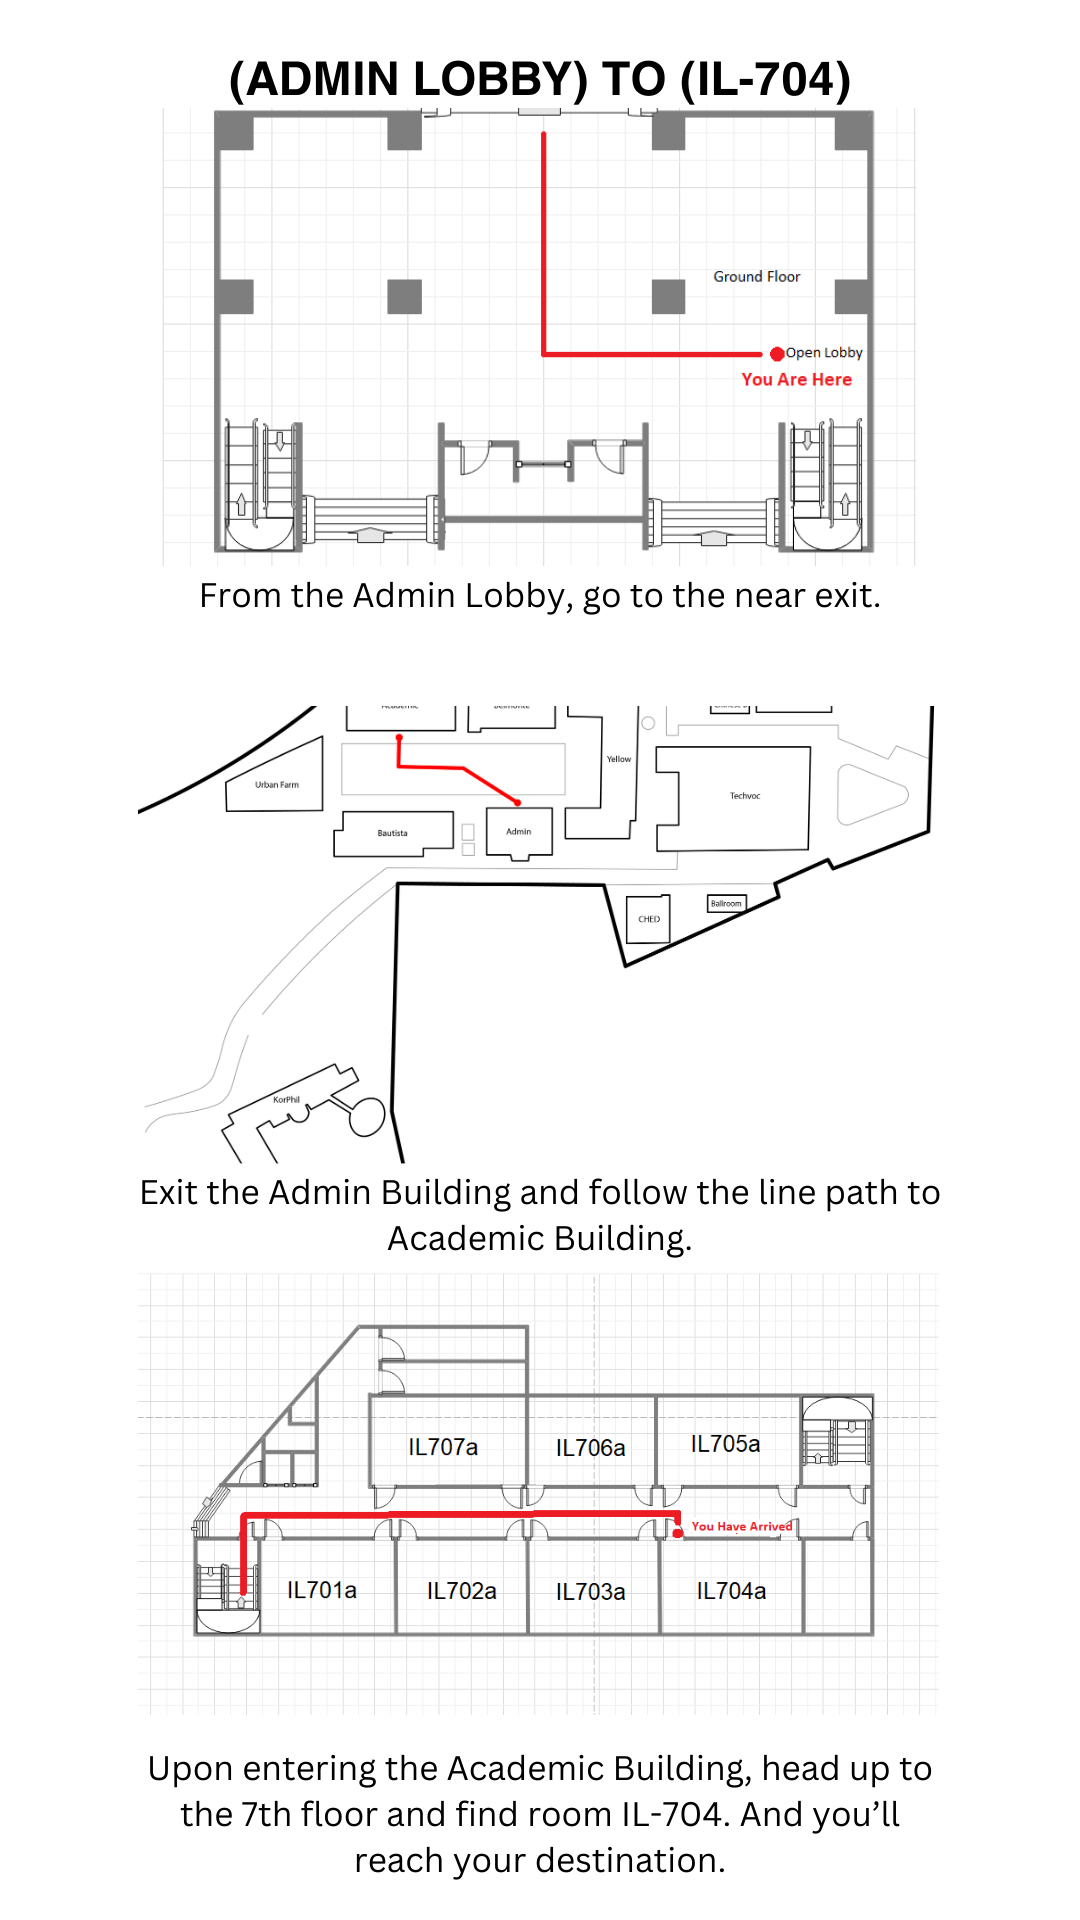 (ADMIN LOBBY) TO (IL-704)
Ground Floor
Open Lobby
You Are Here
From the Admin Lobby, go to the near exit.
Academic
Belmonte
Yellow
Urban Farm
Techvoc
Bautista
Admin
Ballroom
CHED
KorPhil
Exit the Admin Building and follow the line path to
Academic Building.
IL707a
IL706a
IL705a
You Have Arrived
IL701a
IL702a
IL703a
IL704a
Upon entering the Academic Building, head up to
the 7th floor and find room IL-704. And you’ll
reach your destination.